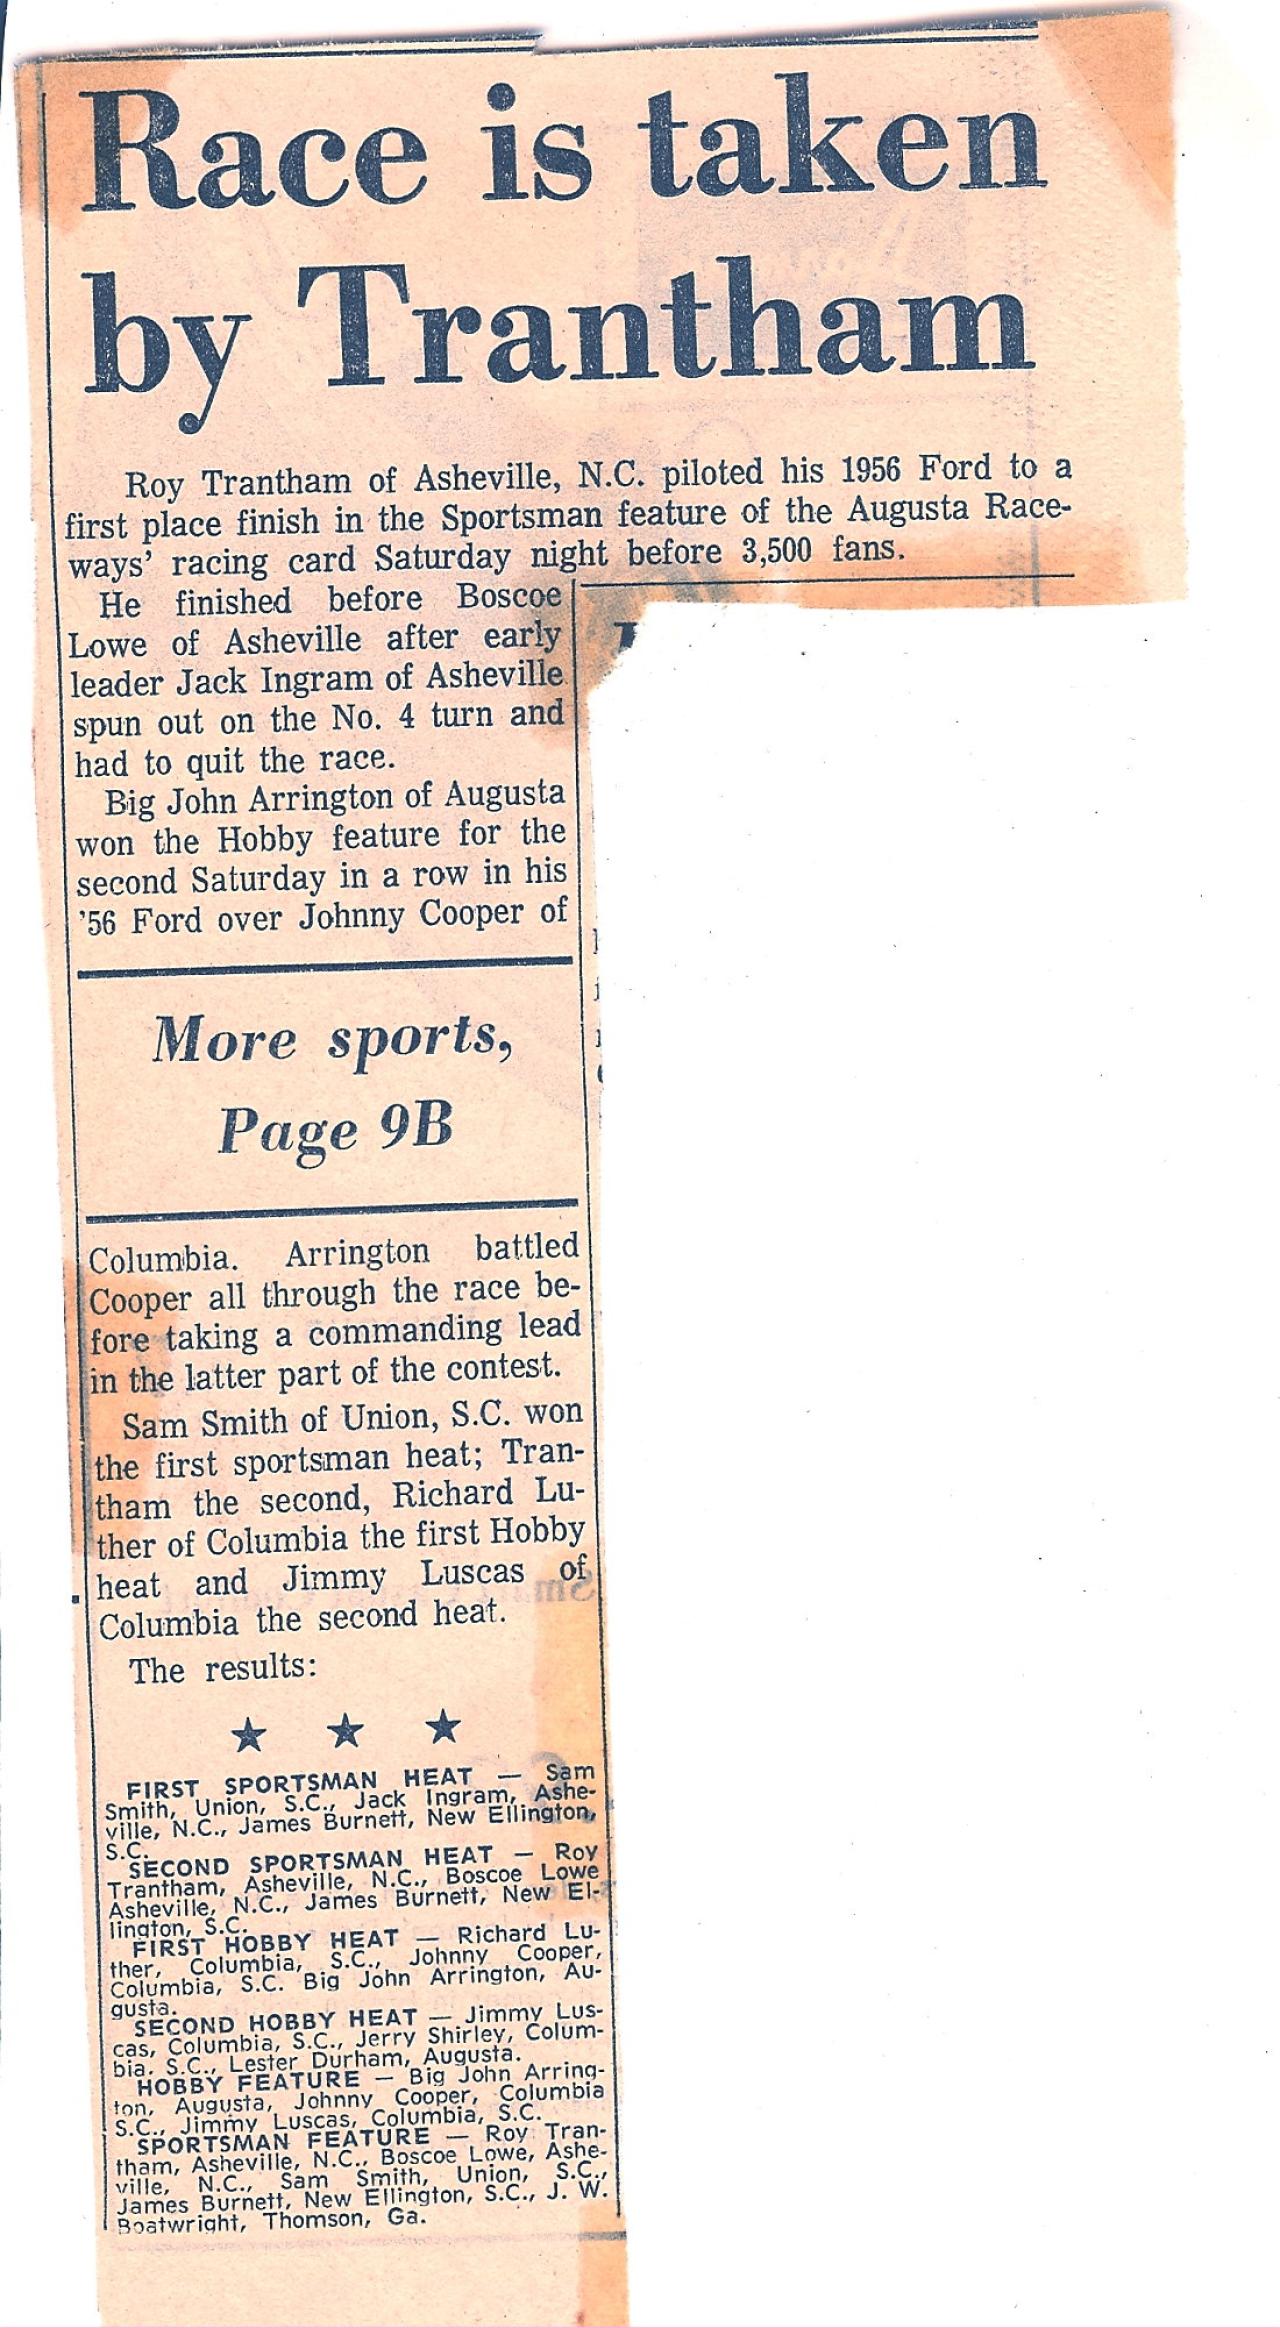 Race is taken
by Trantham
Roy Trantham of Asheville, N.C. piloted his 1956 Ford to a
first place finish in the Sportsman feature of the Augusta Race-
ways' racing card Saturday night before 3,500 fans.
He finished before Boscoe
Lowe of Asheville after early
leader Jack Ingram of Asheville
spun out on the No. 4 turn and
had to quit the race.
Big John Arrington of Augusta
won the Hobby feature for the
second Saturday in a row in his
'56 Ford over Johnny Cooper of
More sports,
Page 9B
Columbia. Arrington battled
Cooper all through the race be-
fore taking a commanding lead
in the latter part of the contest.
Sam Smith of Union, S.C. won
the first sportsman heat; Tran-
tham the second, Richard Lu-
ther of Columbia the first Hobby
heat and Jimmy Luscas of
Columbia the second heat.
The results:
★ ★ ★
FIRST SPORTSMAN HEAT — Sam
Smith, Union, S.C., Jack Ingram, Ashe-
ville, N.C., James Burnett, New Ellington,
S.C.
SECOND SPORTSMAN HEAT — Roy
Trantham, Asheville, N.C., Boscoe Lowe
Asheville, N.C., James Burnett, New El-
lington, S.C.
FIRST HOBBY HEAT — Richard Lu-
ther, Columbia, S.C., Johnny Cooper,
Columbia, S.C. Big John Arrington, Au-
gusta.
SECOND HOBBY HEAT — Jimmy Lus-
cas, Columbia, S.C., Jerry Shirley, Colum-
bia, S.C., Lester Durham, Augusta.
HOBBY FEATURE — Big John Arring-
ton, Augusta, Johnny Cooper, Columbia
S.C., Jimmy Luscas, Columbia, S.C.
SPORTSMAN FEATURE — Roy Tran-
tham, Asheville, N.C., Boscoe Lowe, Ashe-
ville, N.C., Sam Smith, Union, S.C.,
James Burnett, New Ellington, S.C., J. W.
Boatwright, Thomson, Ga.